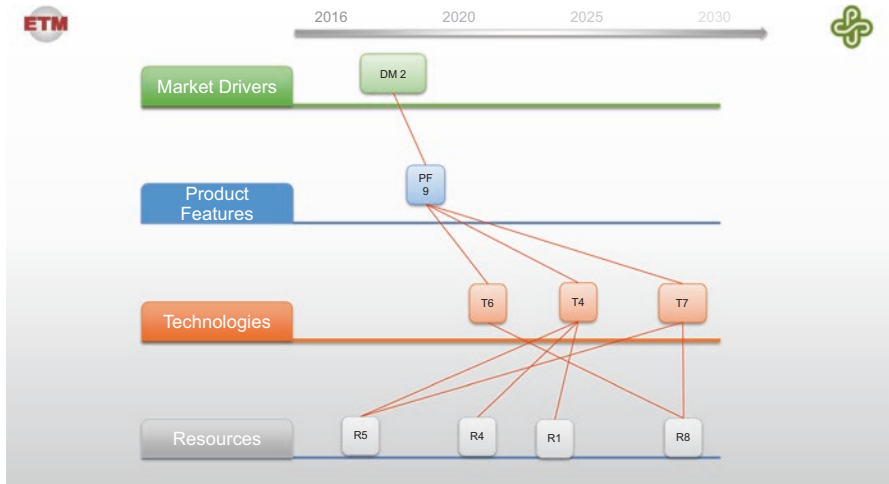 ETM
2016 2020 2025 2030
Market Drivers
DM 2
Product
Features
PF
9
Technologies
T6 T4 T7
Resources
R5 R4 R1 R8